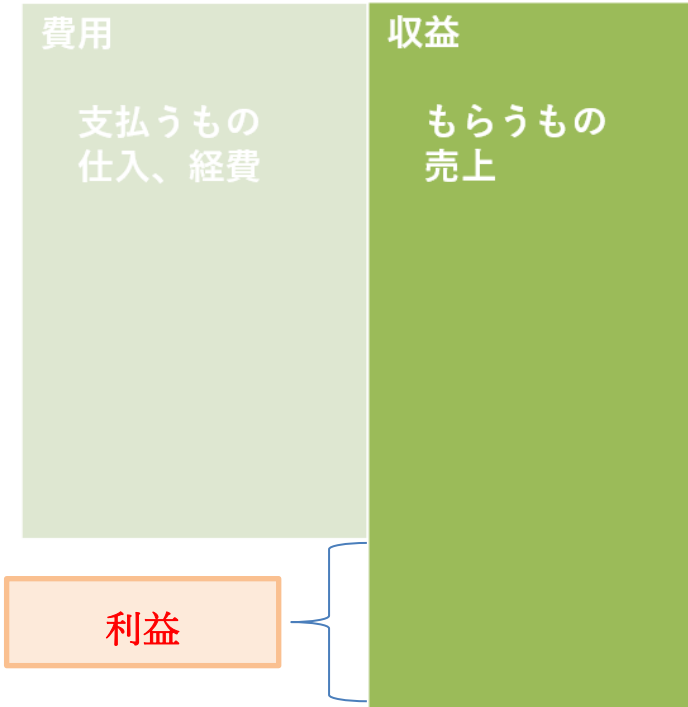 費用
支払うもの
仕入、経費
収益
もらうもの
売上
利益